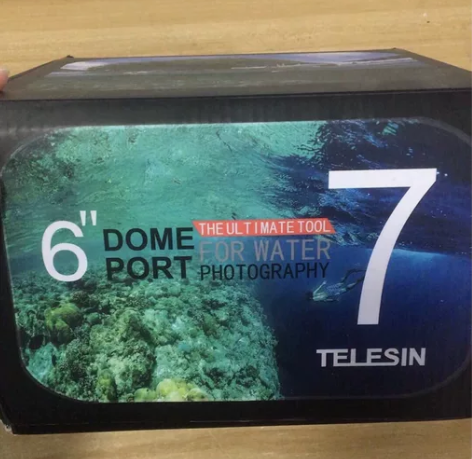 6" DOME PORT
THE ULTIMATE TOOL
FOR WATER
PHOTOGRAPHY
7
TELESIN